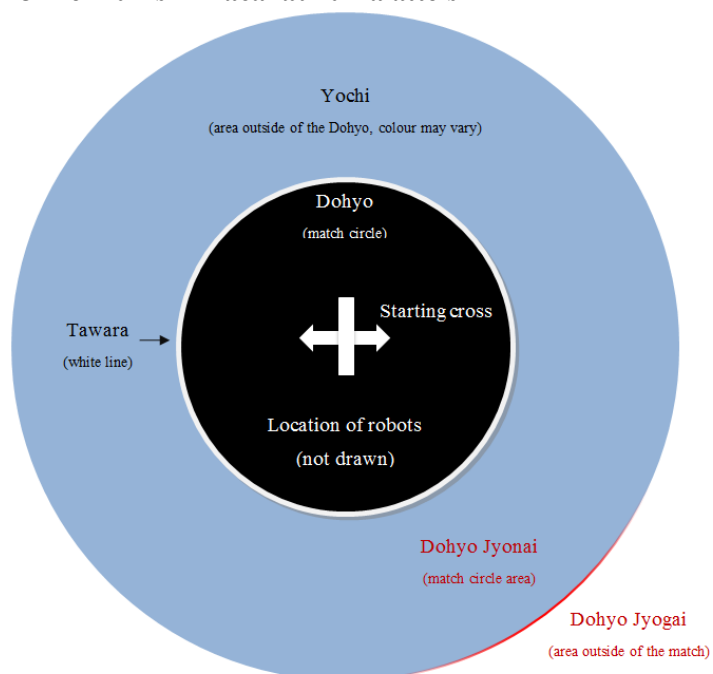 Yochi
(area outside of the Dohyo, colour may vary)
Dohyo
(match circle)
Starting cross
Tawara
(white line)
Location of robots
(not drawn)
Dohyo Jyonai
(match circle area)
Dohyo Jyogai
(area outside of the match)